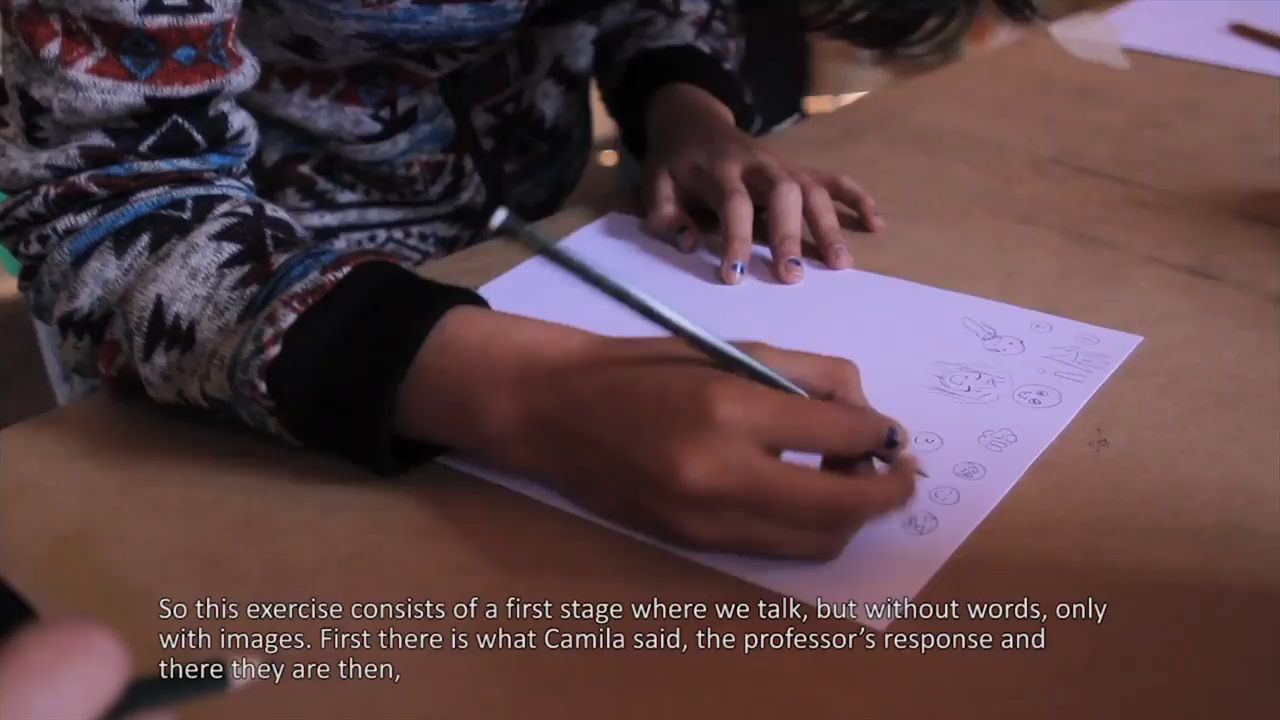 So this exercise consists of a first stage where we talk, but without words, only
with images. First there is what Camila said, the professor’s response and
there they are then,